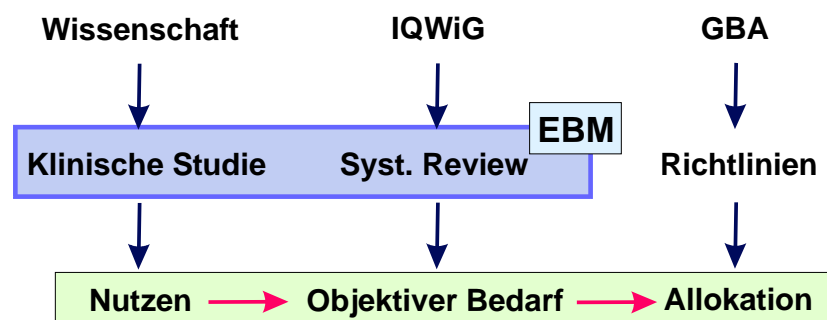 Wissenschaft IQWiG GBA
EBM
Klinische Studie Syst. Review Richtlinien
Nutzen Objektiver Bedarf Allokation